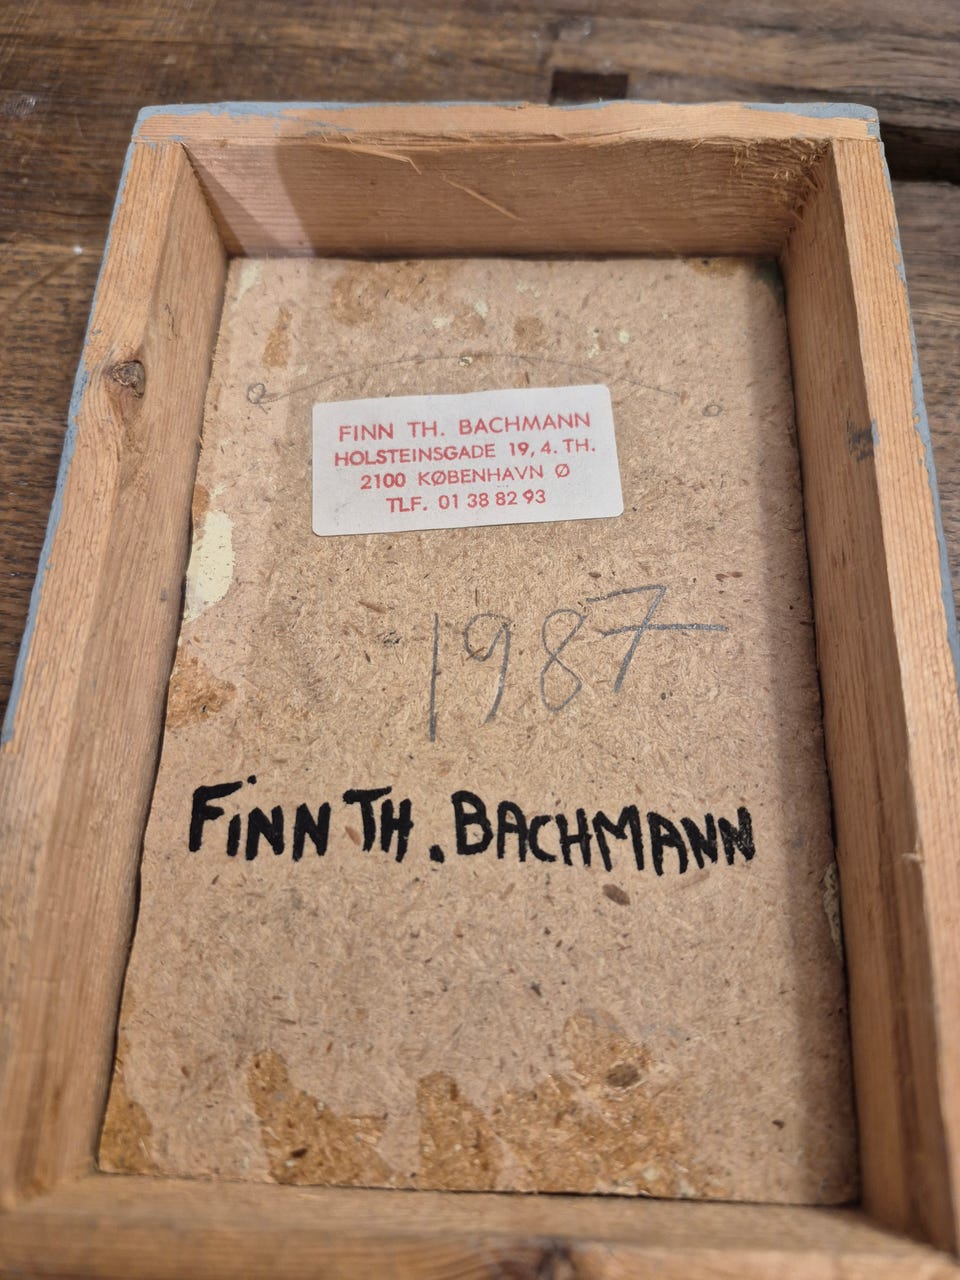 FINN TH. BACHMANN
HOLSTEINSGADE 19, 4. TH.
2100 KØBENHAVN Ø
TLF. 01 38 82 93
1987
FiNN TH. BACHMANN